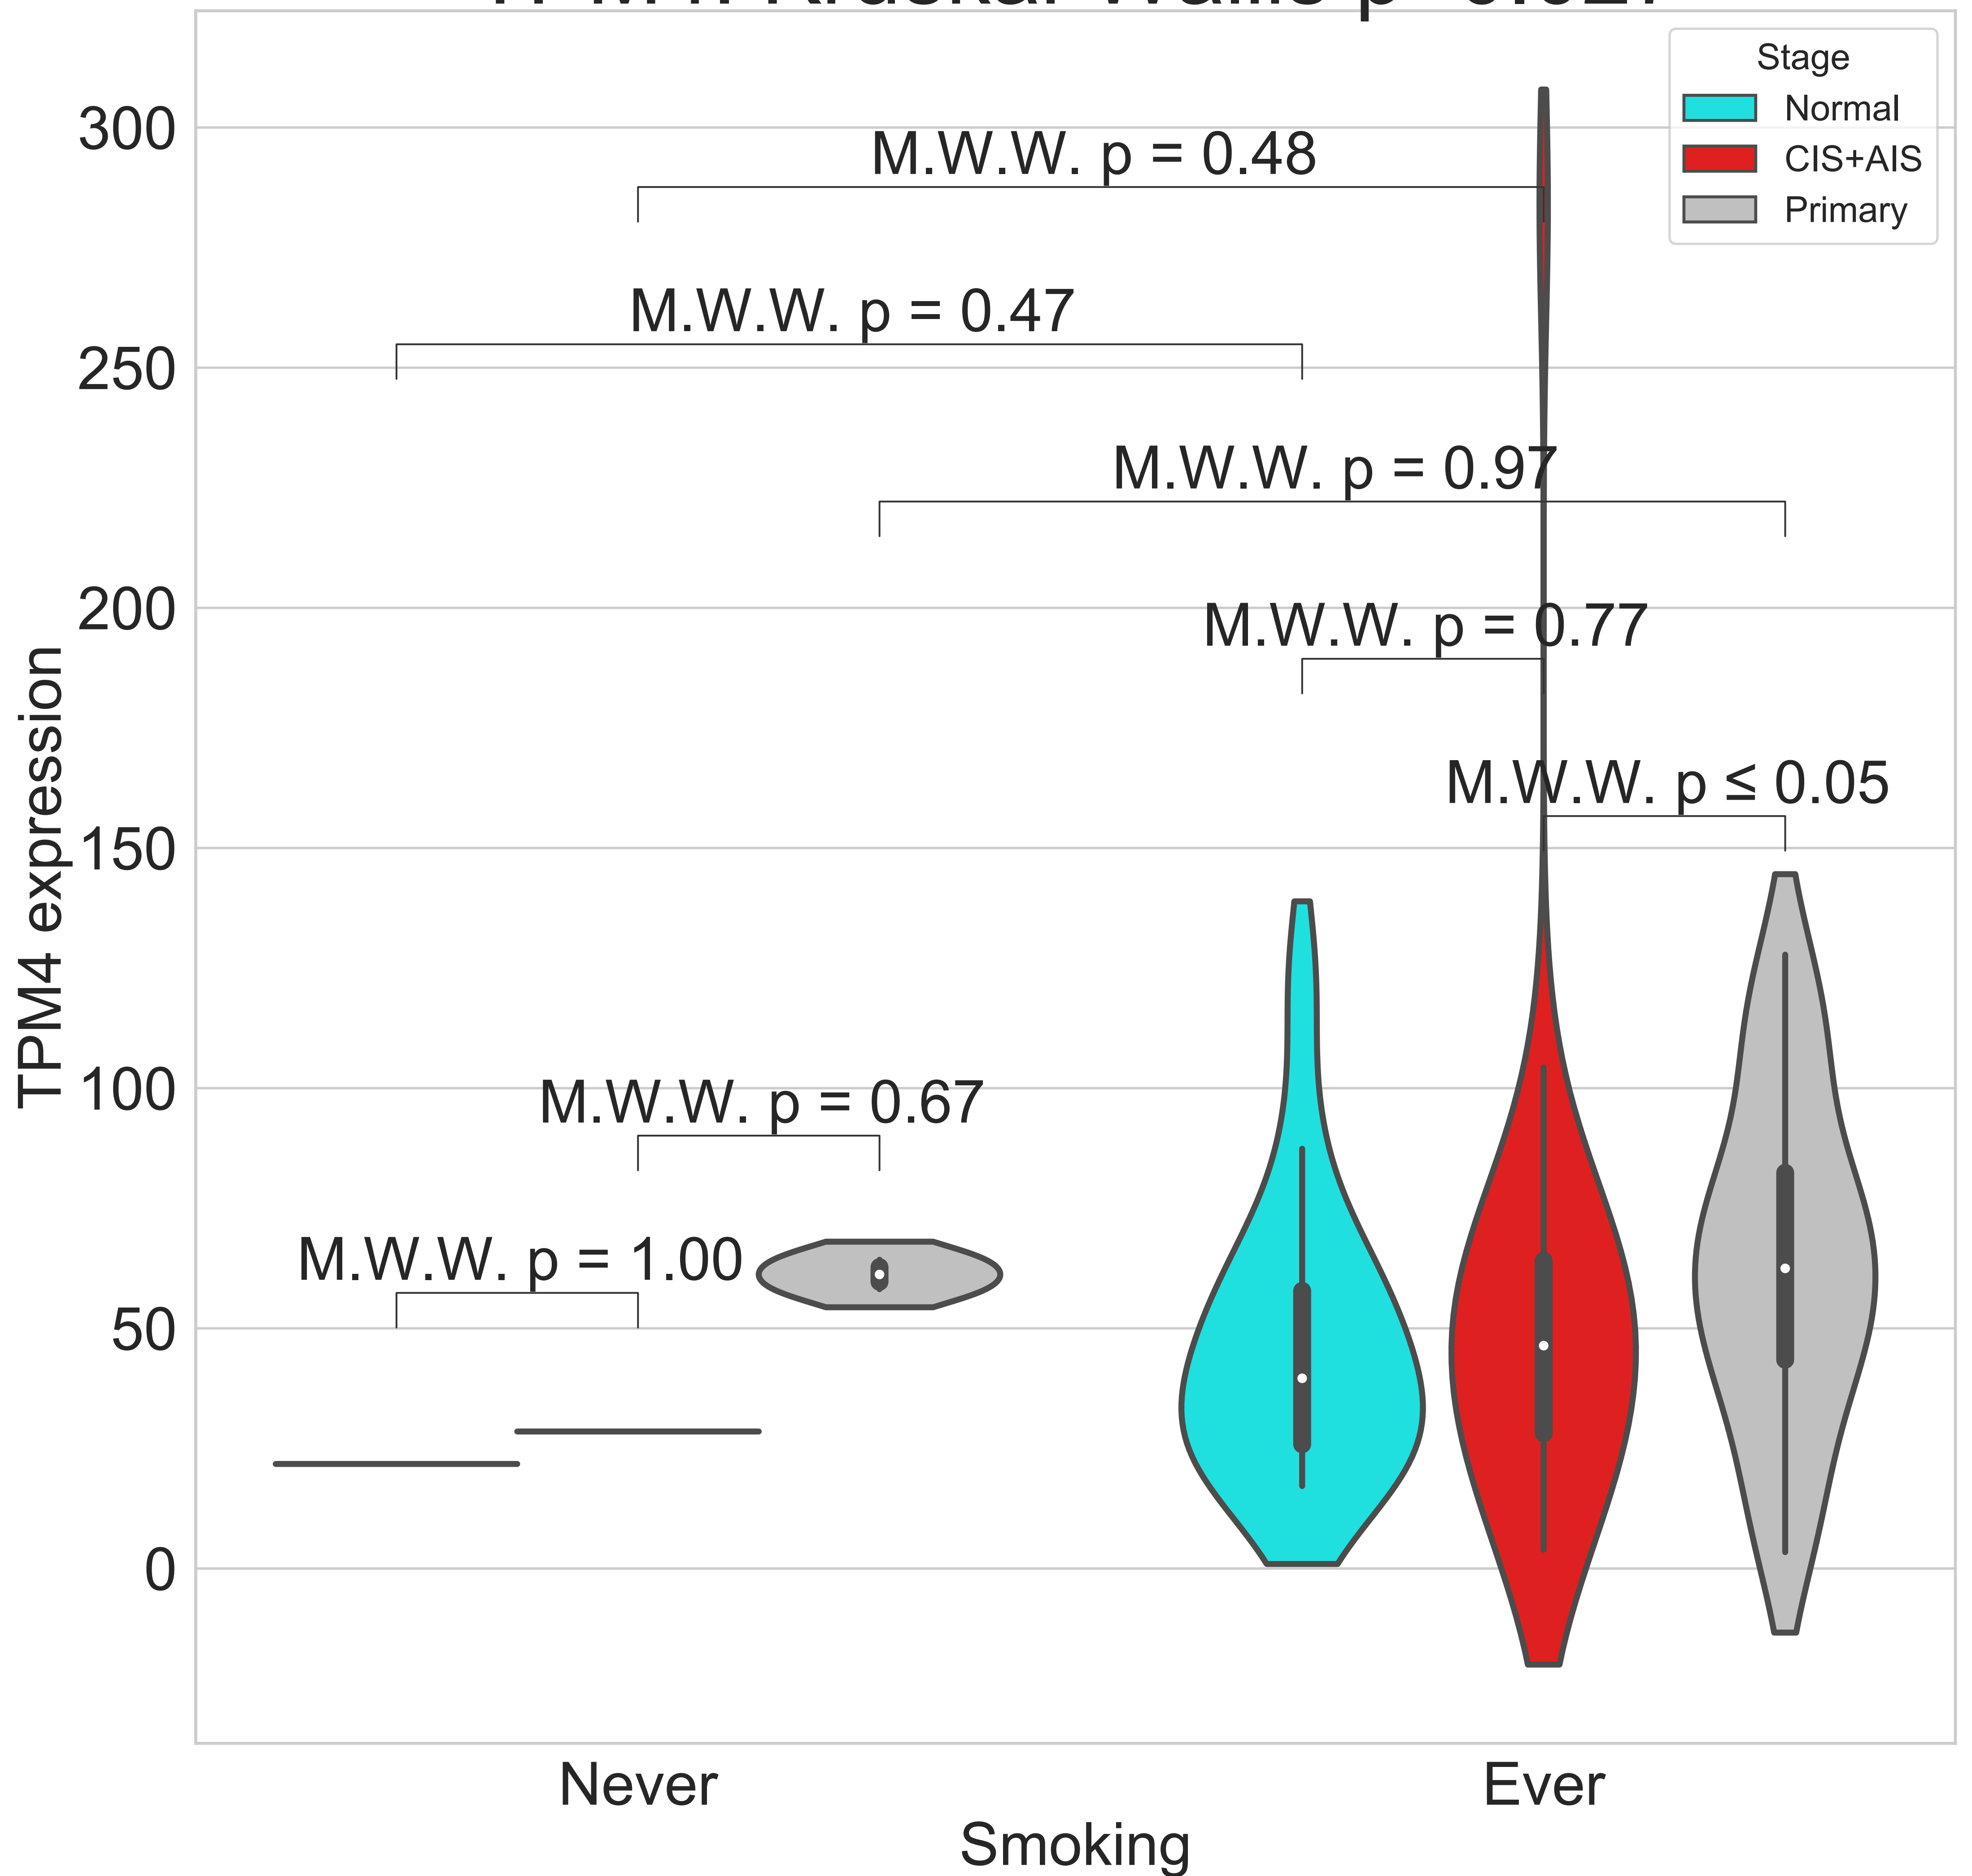 Stage
Normal
CIS+AIS
Primary
300
250
200
150
100
50
0
TPM4 expression
M.W.W. p = 0.48
M.W.W. p = 0.47
M.W.W. p = 0.97
M.W.W. p = 0.77
M.W.W. p ≤ 0.05
M.W.W. p = 0.67
M.W.W. p = 1.00
Never
Ever
Smoking